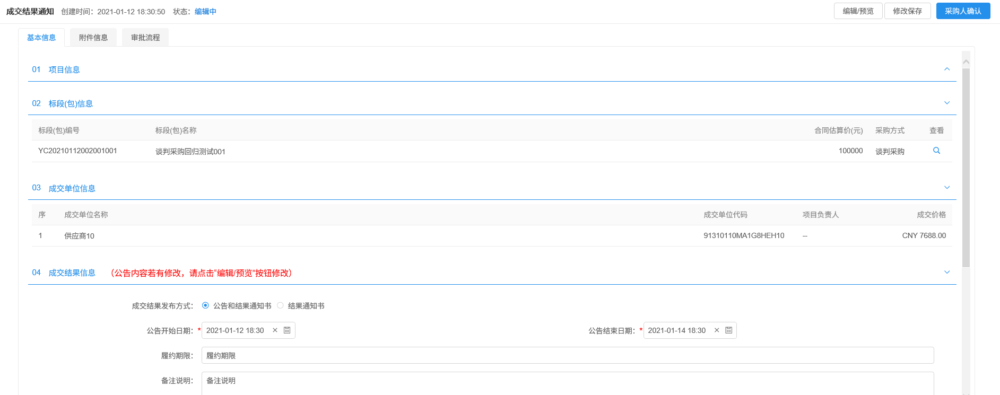 成交结果通知 创建时间：2021-01-12 18:30:50 状态：编辑中 编辑/预览 修改保存 采购人确认
基本信息 附件信息 审批流程
01 项目信息
02 标段(包)信息
标段(包)编号 标段(包)名称 合同估算价(元) 采购方式 查看
YC20210112002001001 谈判采购回归测试001 100000 谈判采购
03 成交单位信息
序 成交单位名称 成交单位代码 项目负责人 成交价格
1 供应商10 91310110MA1G8HEH10 -- CNY 7688.00
04 成交结果信息 （公告内容若有修改，请点击“编辑/预览”按钮修改）
成交结果发布方式： 公告和结果通知书 结果通知书
公告开始日期：* 2021-01-12 18:30 公告结束日期：* 2021-01-14 18:30
履约期限： 履约期限
备注说明： 备注说明